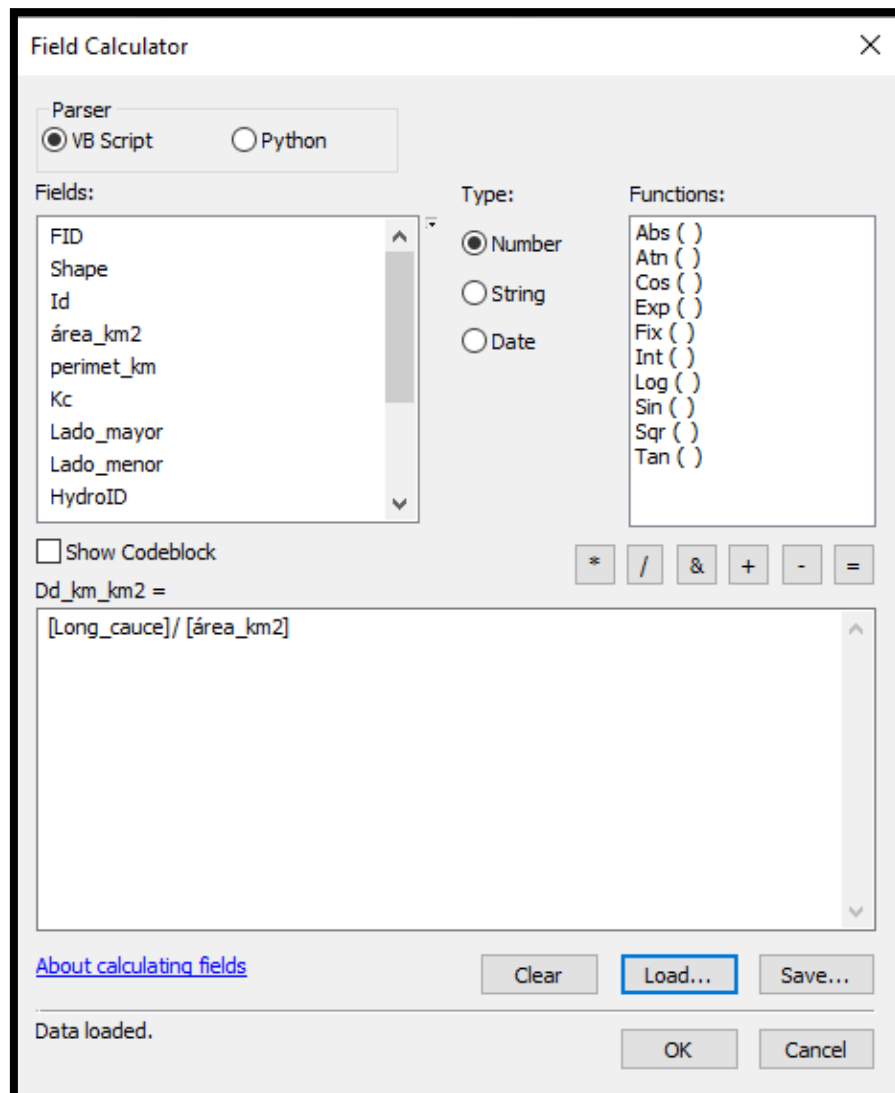 Field Calculator
Parser
VB Script
Python
Fields:
FID
Shape
Id
área_km2
perimet_km
Kc
Lado_mayor
Lado_menor
HydroID
Type:
Number
String
Date
Functions:
Abs ( )
Atn ( )
Cos ( )
Exp ( )
Fix ( )
Int ( )
Log ( )
Sin ( )
Sqr ( )
Tan ( )
Show Codeblock
* / & + - =
Dd_km_km2 =
[Long_cauce]/ [área_km2]
About calculating fields
Clear
Load...
Save...
Data loaded.
OK
Cancel